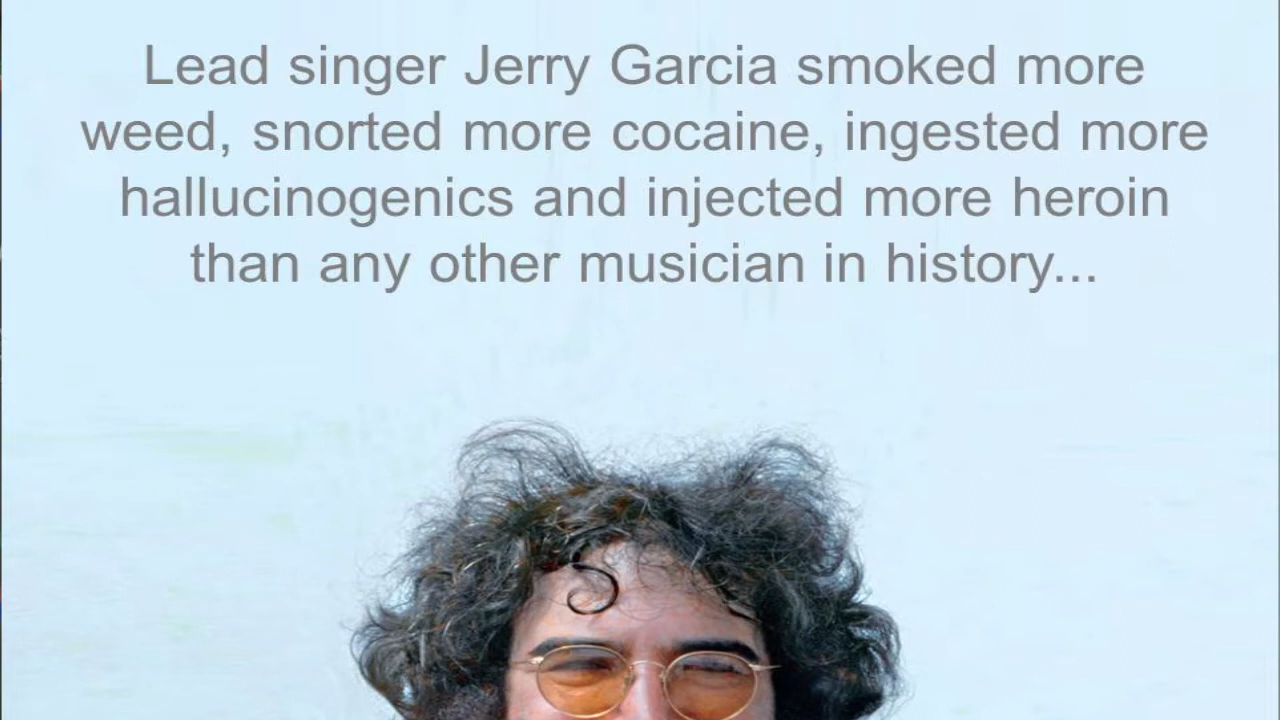 Lead singer Jerry Garcia smoked more
weed, snorted more cocaine, ingested more
hallucinogenics and injected more heroin
than any other musician in history...